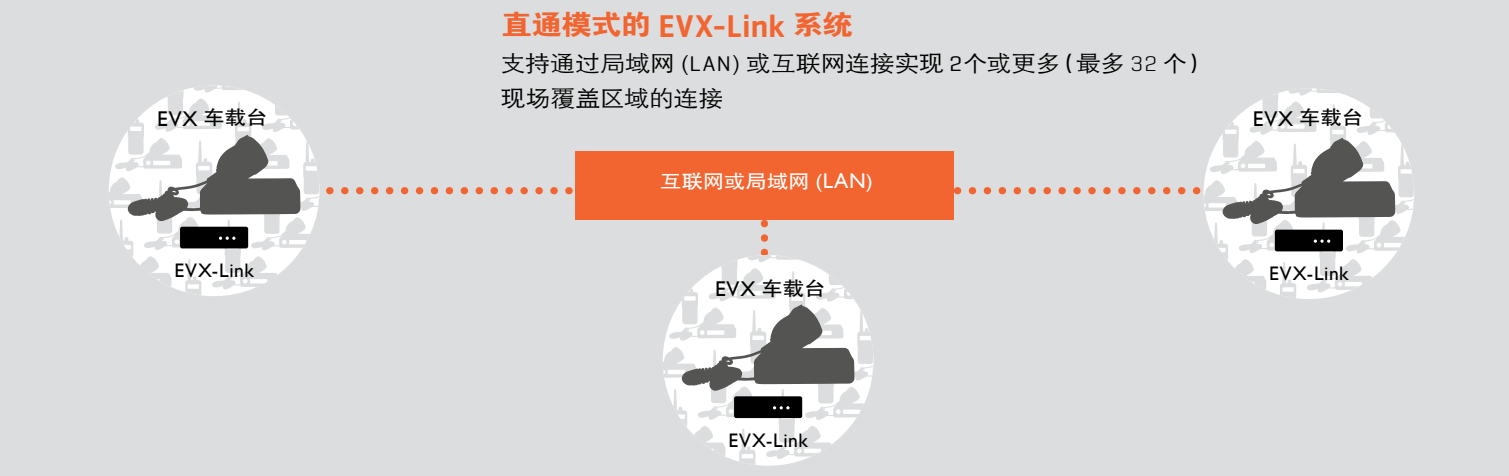 直通模式的 EVX-Link 系统
支持通过局域网 (LAN) 或互联网连接实现 2个或更多(最多 32 个)
现场覆盖区域的连接
EVX 车载台
EVX-Link
互联网或局域网 (LAN)
EVX 车载台
EVX-Link
EVX 车载台
EVX-Link